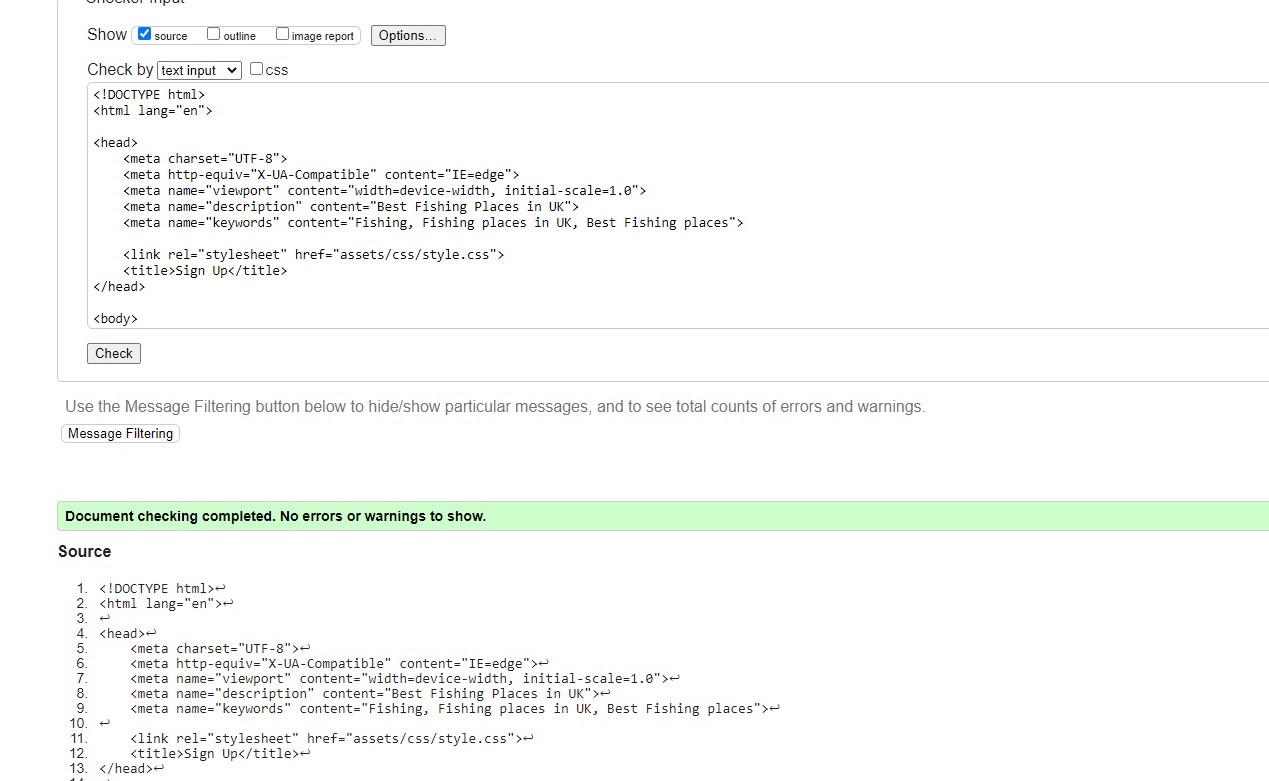 Checker Input
Show source outline image report Options...
Check by text input css
<!DOCTYPE html>
<html lang="en">
<head>
<meta charset="UTF-8">
<meta http-equiv="X-UA-Compatible" content="IE=edge">
<meta name="viewport" content="width=device-width, initial-scale=1.0">
<meta name="description" content="Best Fishing Places in UK">
<meta name="keywords" content="Fishing, Fishing places in UK, Best Fishing places">
<link rel="stylesheet" href="assets/css/style.css">
<title>Sign Up</title>
</head>
<body>
Check
Use the Message Filtering button below to hide/show particular messages, and to see total counts of errors and warnings.
Message Filtering
Document checking completed. No errors or warnings to show.
Source
1. <!DOCTYPE html>↩
2. <html lang="en">↩
3. ↩
4. <head>↩
5. <meta charset="UTF-8">↩
6. <meta http-equiv="X-UA-Compatible" content="IE=edge">↩
7. <meta name="viewport" content="width=device-width, initial-scale=1.0">↩
8. <meta name="description" content="Best Fishing Places in UK">↩
9. <meta name="keywords" content="Fishing, Fishing places in UK, Best Fishing places">↩
10. ↩
11. <link rel="stylesheet" href="assets/css/style.css">↩
12. <title>Sign Up</title>↩
13. </head>↩